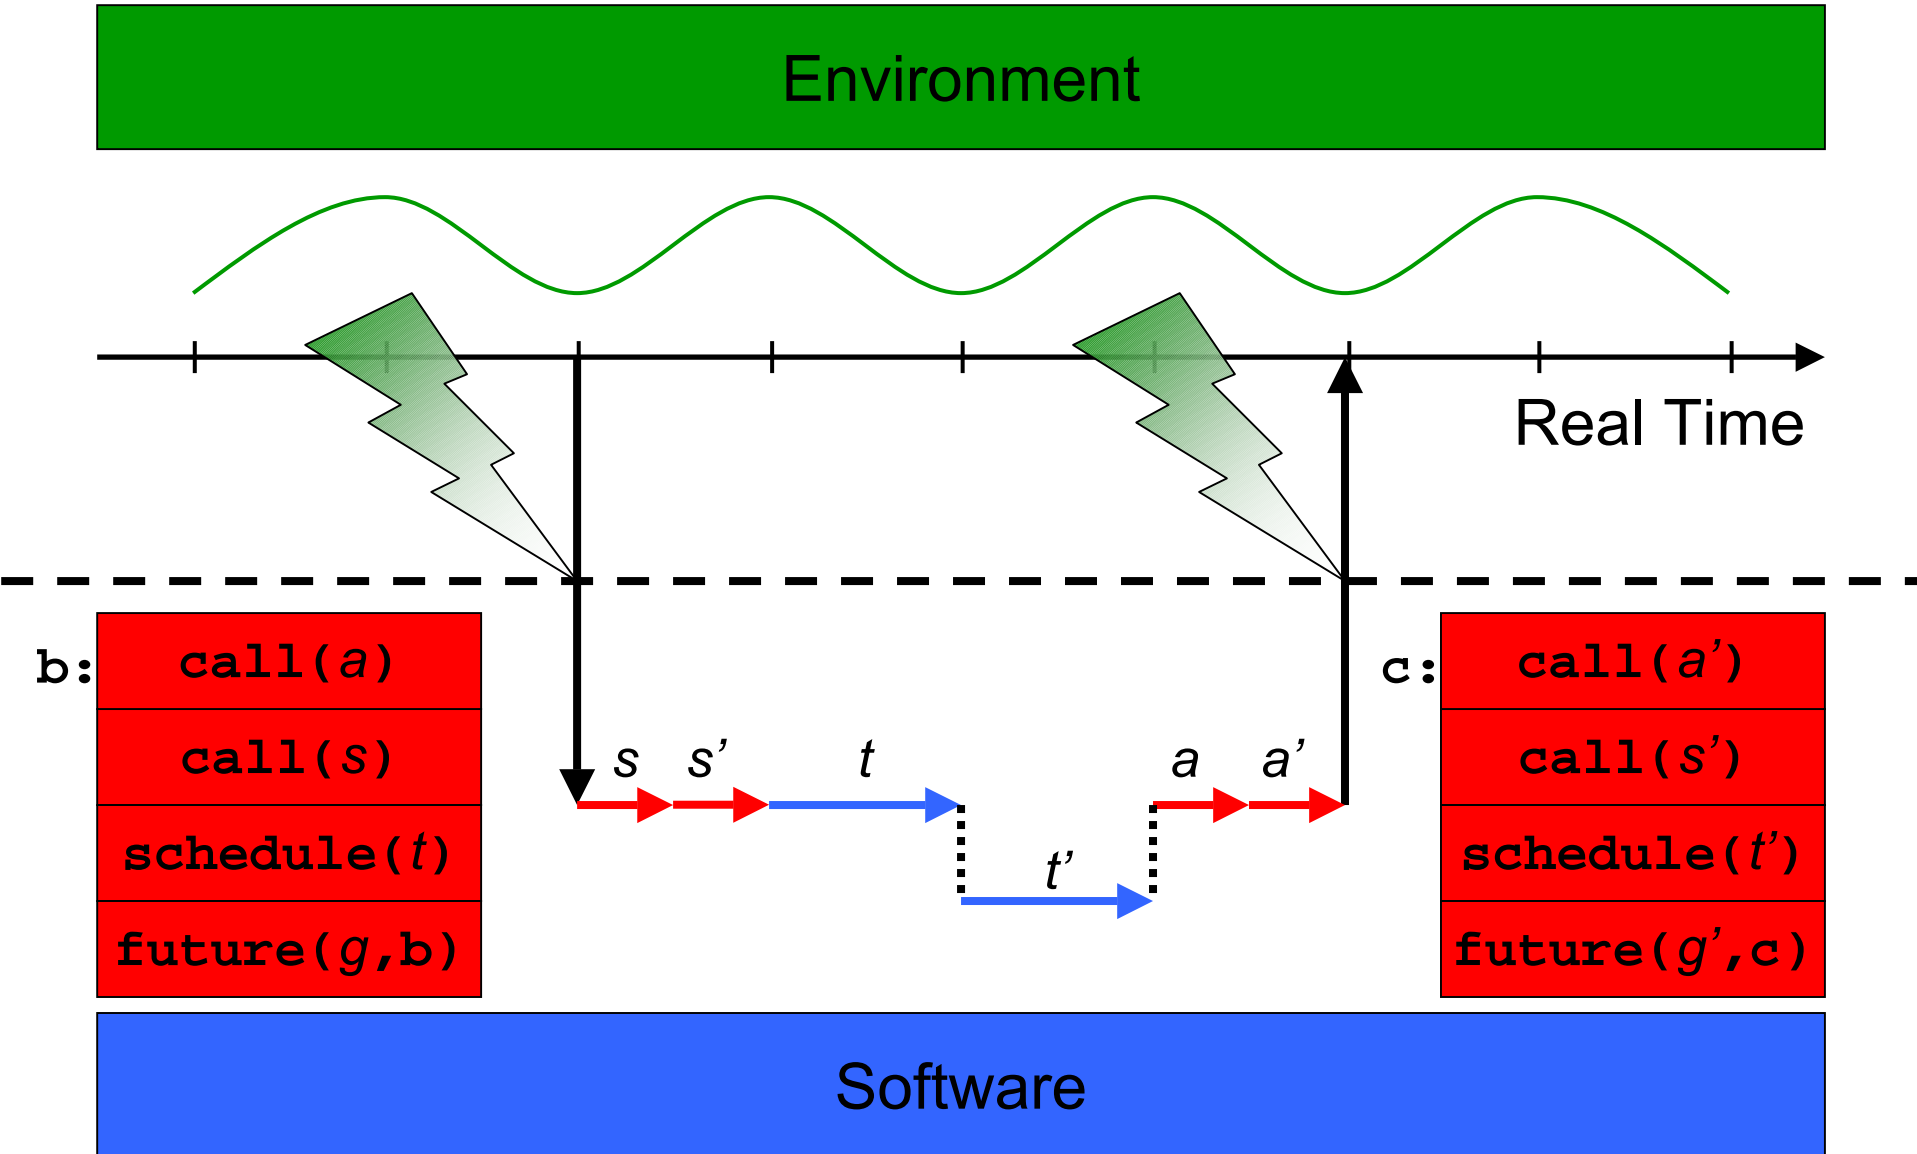 Environment
Real Time
b:
call(a)
call(s)
schedule(t)
future(g,b)
s s’ t t’ a a’
c:
call(a’)
call(s’)
schedule(t’)
future(g’,c)
Software